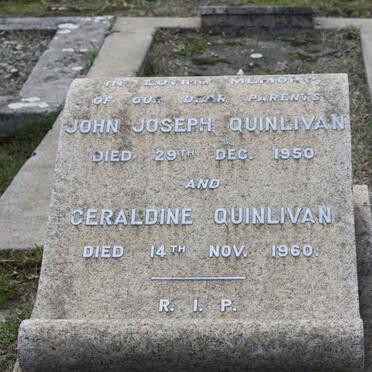 IN LOVING MEMORY
OF OUR DEAR PARENTS
JOHN JOSEPH QUINLIVAN
DIED 29TH DEC. 1950
AND
GERALDINE QUINLIVAN
DIED 14TH NOV. 1960.
R. I. P.